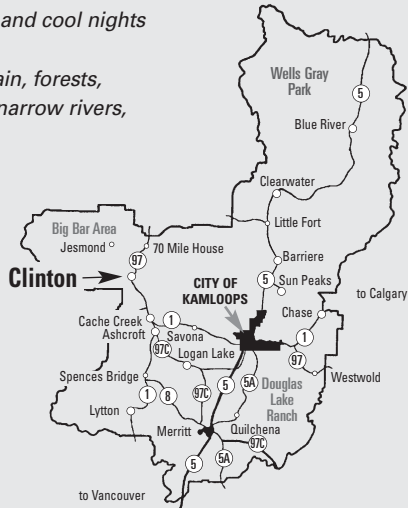 and cool nights
ain, forests,
narrow rivers,
Wells Gray
Park
5
Blue River
Clearwater
Little Fort
Big Bar Area
Jesmond
70 Mile House
97
Clinton
Barriere
5
Sun Peaks
CITY OF
KAMLOOPS
to Calgary
Chase
Cache Creek
1
Ashcroft
Savona
97C
Logan Lake
1
97
Westwold
Spences Bridge
5
5A
Douglas
Lake
Ranch
1
8
97C
Lytton
Merritt
Quilchena
97C
5A
5
to Vancouver